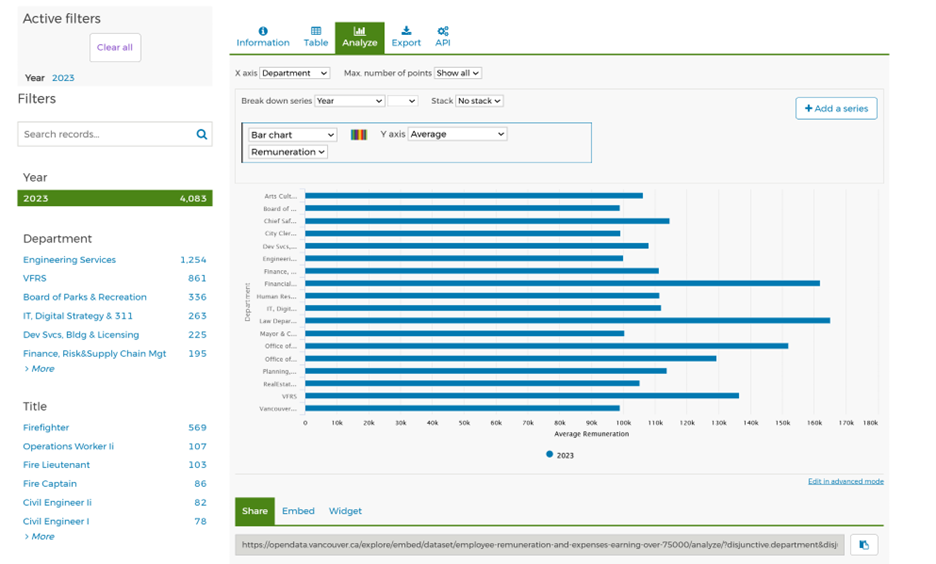 Active filters
Clear all
Year 2023
Filters
Search records...
Year
2023 4,083
Department
Engineering Services 1,254
VFRS 861
Board of Parks & Recreation 336
IT, Digital Strategy & 311 263
Dev Svcs, Bldg & Licensing 225
Finance, Risk&Supply Chain Mgt 195
> More
Title
Firefighter 569
Operations Worker Ii 107
Fire Lieutenant 103
Fire Captain 86
Civil Engineer Ii 82
Civil Engineer I 78
> More
Information Table Analyze Export API
X axis Department Max. number of points Show all
Break down series Year Stack No stack
+ Add a series
Bar chart Y axis Average
Remuneration
Department
Arts Cult...
Board of ...
Chief Saf...
City Cler...
Dev Svcs,...
Engineeri...
Finance, ...
Financial...
Human Res...
IT, Digit...
Law Depar...
Mayor & C...
Office of...
Office of...
Planning,...
RealEstat...
VFRS
Vancouver...
0 10k 20k 30k 40k 50k 60k 70k 80k 90k 100k 110k 120k 130k 140k 150k 160k 170k 180k
Average Remuneration
2023
Edit in advanced mode
Share Embed Widget
https://opendata.vancouver.ca/explore/embed/dataset/employee-remuneration-and-expenses-earning-over-75000/analyze/?disjunctive.department&disj